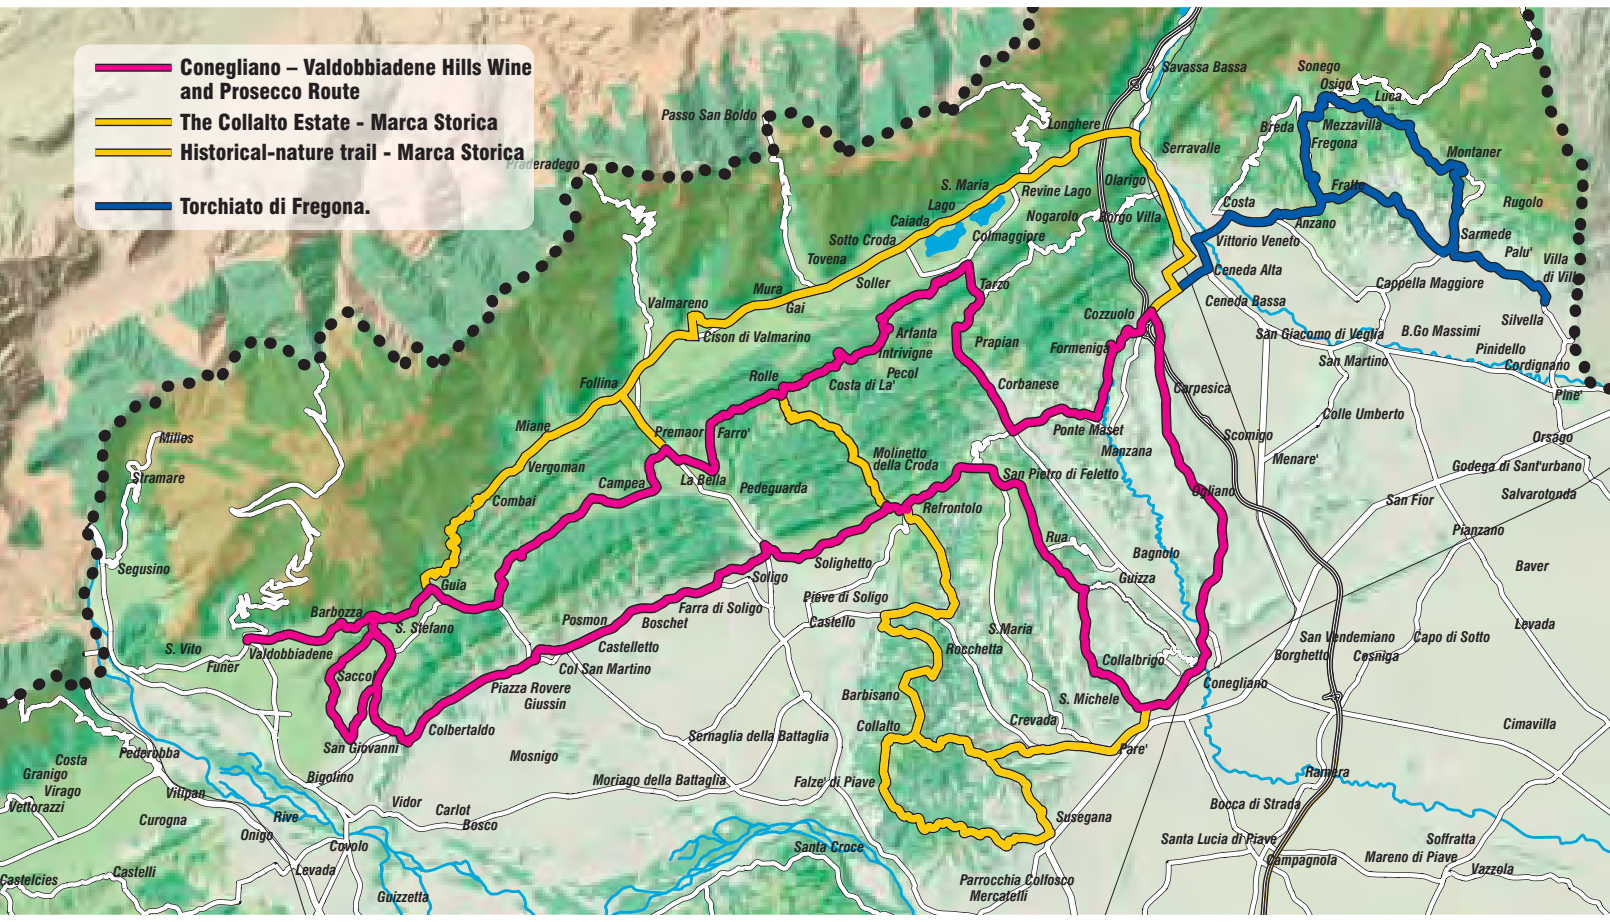 Conegliano – Valdobbiadene Hills Wine
and Prosecco Route
The Collalto Estate - Marca Storica
Historical-nature trail - Marca Storica
Torchiato di Fregona.
Praderadego
Passo San Boldo
Savassa Bassa
Sonego
Osigo
Luca
Longhere
Breda
Mezzavilla
Fregona
Serravalle
Montaner
S. Maria
Revine Lago
Olarigo
Fratte
Lago
Costa
Rugolo
Caiada
Nogarolo
Borgo Villa
Anzano
Sotto Croda
Colmaggiore
Vittorio Veneto
Sarmede
Palu'
Tovena
Villa
di Vill
Ceneda Alta
Mura
Soller
Tarzo
Cappella Maggiore
Valmareno
Gai
Ceneda Bassa
Cozzuolo
Silvella
Cison di Valmarino
Arfanta
Prapian
San Giacomo di Veglia
B.Go Massimi
Intrivigne
Formeniga
San Martino
Pinidello
Pecol
Cordignano
Rolle
Costa di La'
Follina
Corbanese
Carpesica
Pine'
Colle Umberto
Miane
Premaor
Farro'
Ponte Maset
Scomigo
Orsago
Milies
Manzana
Molinetto
della Croda
Menare'
Vergoman
Godega di Sant'urbano
Stramare
Campea
La Bella
San Pietro di Feletto
Pedeguarda
Ogliano
San Fior
Salvarotonda
Combai
Refrontolo
Pianzano
Rua
Bagnolo
Segusino
Solighetto
Baver
Guia
Soligo
Guizza
Barbozza
Farra di Soligo
Pieve di Soligo
Posmon
Boschet
Castello
S. Stefano
S.Maria
Levada
San Vendemiano
Capo di Sotto
S. Vito
Valdobbiadene
Castelletto
Rocchetta
Borghetto
Cosniga
Funer
Col San Martino
Collalbrigo
Saccol
Conegliano
Piazza Rovere
Giussin
Barbisano
S. Michele
Colbertaldo
Collalto
Crevada
Cimavilla
San Giovanni
Sernaglia della Battaglia
Pare'
Pederobba
Mosnigo
Costa
Granigo
Bigolino
Moriago della Battaglia
Falze' di Piave
Ramera
Virago
Vitipan
Vettorazzi
Vidor
Carlot
Bocca di Strada
Curogna
Rive
Bosco
Susegana
Onigo
Covolo
Santa Croce
Santa Lucia di Piave
Soffratta
Campagnola
Mareno di Piave
Castelli
Levada
Vazzola
Castelcies
Parrocchia Colfosco
Guizzetta
Mercatelli